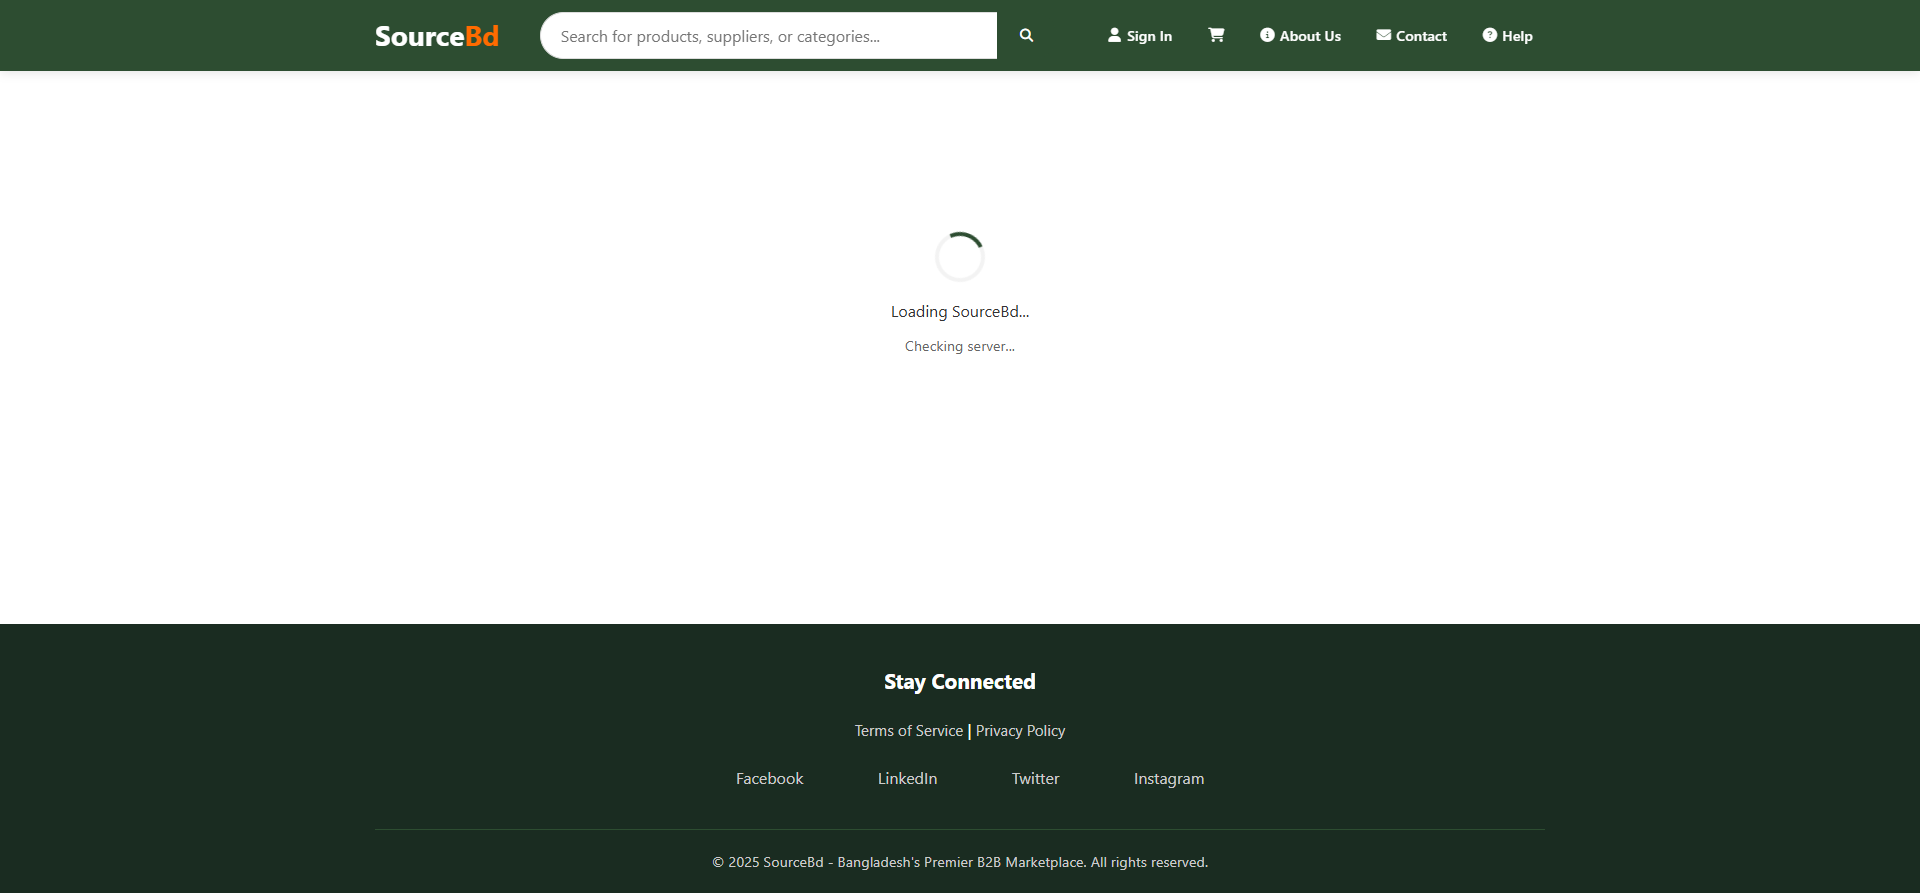 SourceBd
Search for products, suppliers, or categories...
Sign In
About Us
Contact
Help
Loading SourceBd...
Checking server...
Stay Connected
Terms of Service | Privacy Policy
Facebook
LinkedIn
Twitter
Instagram
© 2025 SourceBd - Bangladesh's Premier B2B Marketplace. All rights reserved.